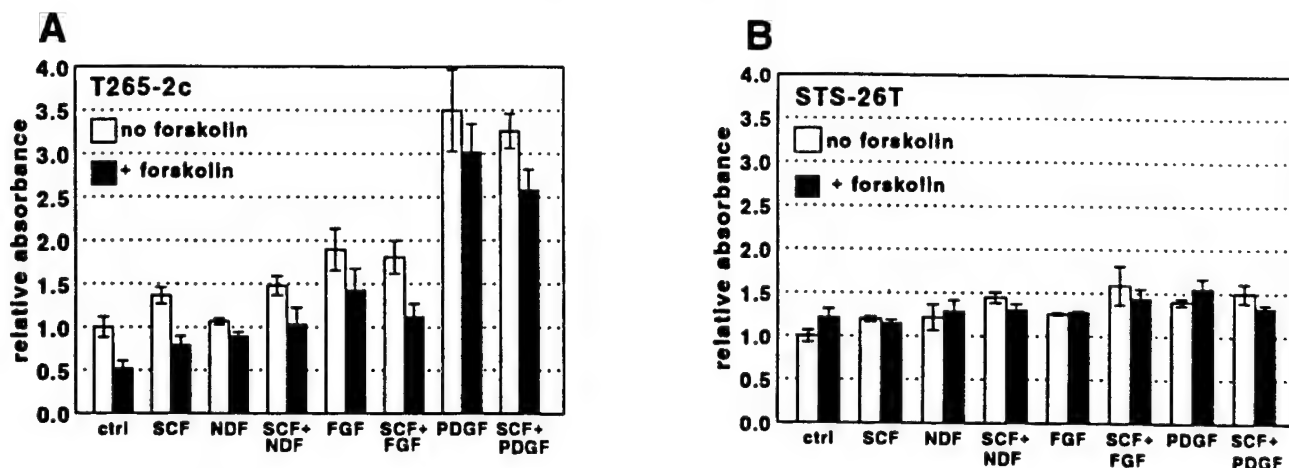 A
T265-2c
no forskolin
+ forskolin
relative absorbance
4.0
3.5
3.0
2.5
2.0
1.5
1.0
0.5
0.0
ctrl SCF NDF SCF+ FGF SCF+ PDGF SCF+
NDF FGF PDGF
B
STS-26T
no forskolin
+ forskolin
relative absorbance
4.0
3.5
3.0
2.5
2.0
1.5
1.0
0.5
0.0
ctrl SCF NDF SCF+ FGF SCF+ PDGF SCF+
NDF FGF PDGF